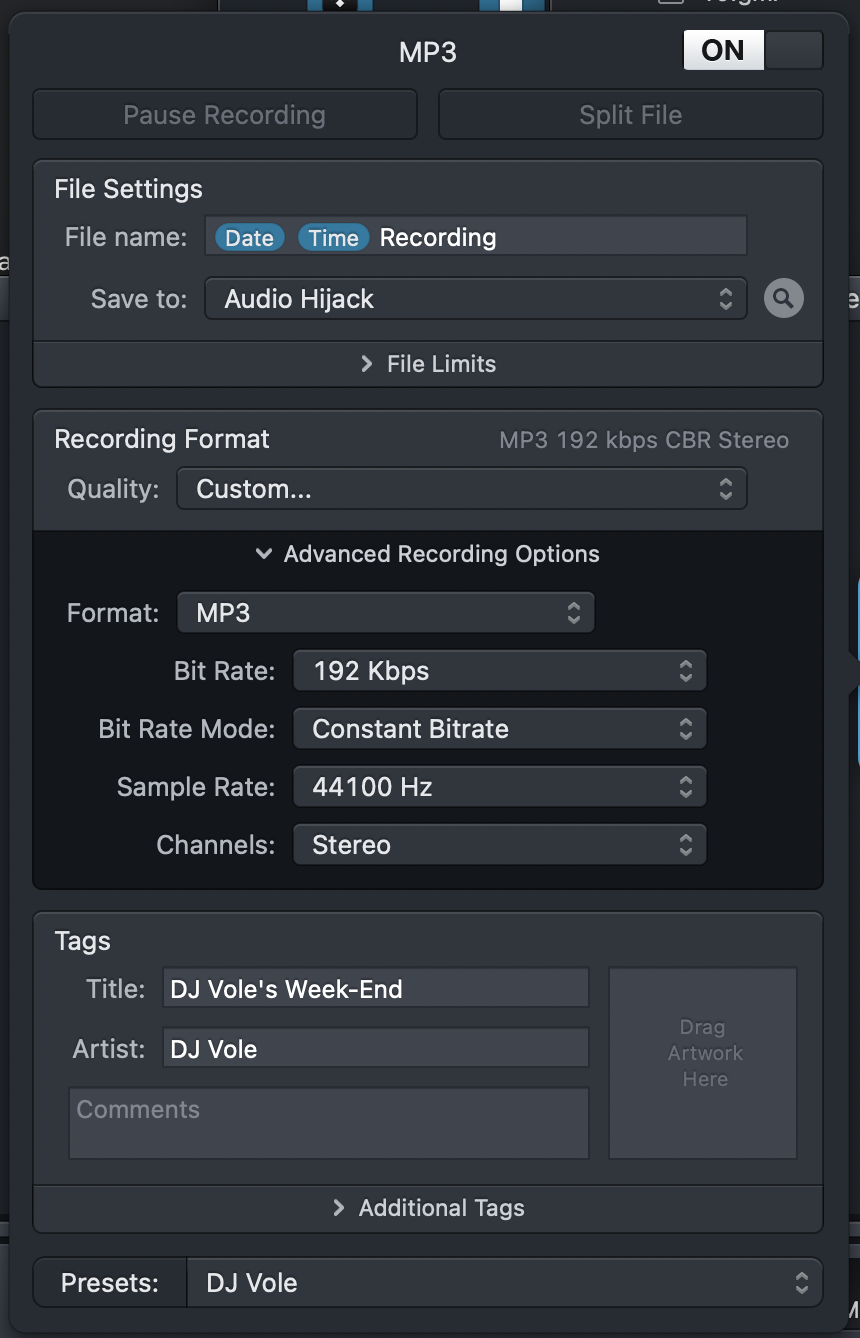 MP3
ON
Pause Recording
Split File
File Settings
File name: Date Time Recording
Save to: Audio Hijack
File Limits
Recording Format
MP3 192 kbps CBR Stereo
Quality: Custom...
Advanced Recording Options
Format: MP3
Bit Rate: 192 Kbps
Bit Rate Mode: Constant Bitrate
Sample Rate: 44100 Hz
Channels: Stereo
Tags
Title: DJ Vole's Week-End
Artist: DJ Vole
Comments
Drag
Artwork
Here
Additional Tags
Presets: DJ Vole